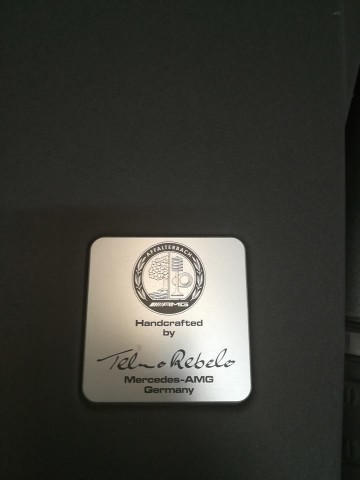 AFFALTERBACH
AMG
Handcrafted
by
Telmo Rebelo
Mercedes-AMG
Germany